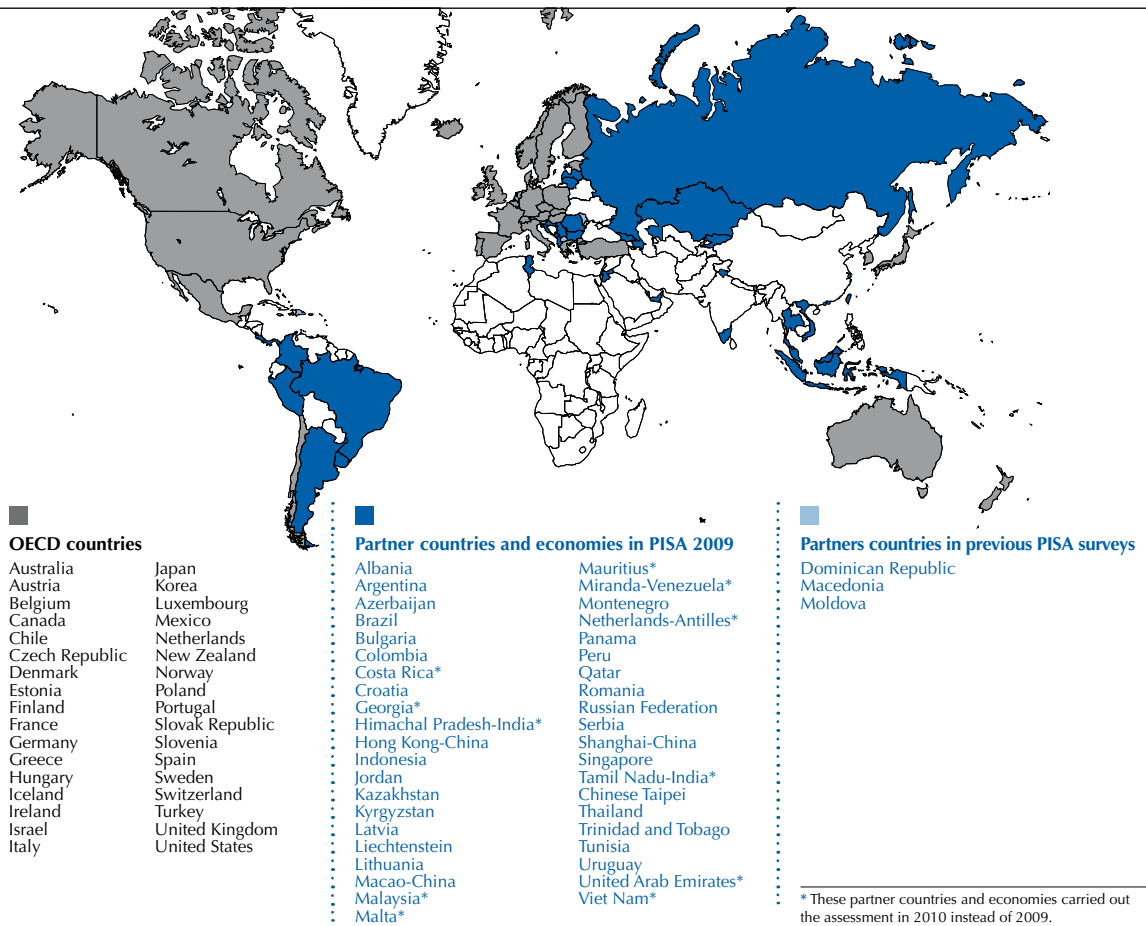 OECD countries
Australia
Austria
Belgium
Canada
Chile
Czech Republic
Denmark
Estonia
Finland
France
Germany
Greece
Hungary
Iceland
Ireland
Israel
Italy
Japan
Korea
Luxembourg
Mexico
Netherlands
New Zealand
Norway
Poland
Portugal
Slovak Republic
Slovenia
Spain
Sweden
Switzerland
Turkey
United Kingdom
United States
Partner countries and economies in PISA 2009
Albania
Argentina
Azerbaijan
Brazil
Bulgaria
Colombia
Costa Rica*
Croatia
Georgia*
Himachal Pradesh-India*
Hong Kong-China
Indonesia
Jordan
Kazakhstan
Kyrgyzstan
Latvia
Liechtenstein
Lithuania
Macao-China
Malaysia*
Malta*
Mauritius*
Miranda-Venezuela*
Montenegro
Netherlands-Antilles*
Panama
Peru
Qatar
Romania
Russian Federation
Serbia
Shanghai-China
Singapore
Tamil Nadu-India*
Chinese Taipei
Thailand
Trinidad and Tobago
Tunisia
Uruguay
United Arab Emirates*
Viet Nam*
Partners countries in previous PISA surveys
Dominican Republic
Macedonia
Moldova
* These partner countries and economies carried out
the assessment in 2010 instead of 2009.